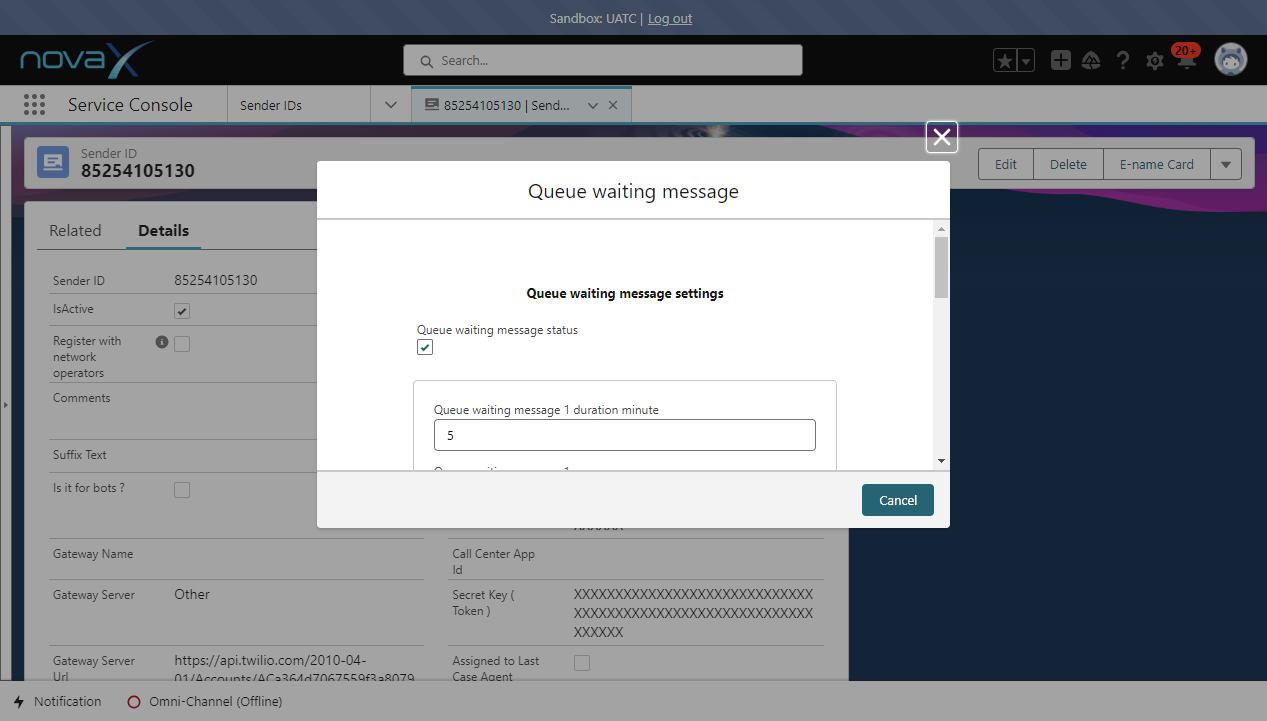 Sandbox: UATC | Log out
novaX
Search...
20+
Service Console
Sender IDs
85254105130 | Send...
Sender ID
85254105130
Edit
Delete
E-name Card
Queue waiting message
Related
Details
Queue waiting message settings
Queue waiting message status
Queue waiting message 1 duration minute
5
Cancel
Sender ID
85254105130
IsActive
Register with
network
operators
Comments
Suffix Text
Is it for bots ?
Gateway Name
Call Center App
Id
Gateway Server
Other
Secret Key (
Token )
XXXXXXXXXXXXXXXXXXXXXXXXXXXXX
XXXXXXXXXXXXXXXXXXXXXXXXXXXXX
XXXXXX
Gateway Server
Url
https://api.twilio.com/2010-04-
01/Accounts/ACa364d7067559f3a8079
Assigned to Last
Case Agent
Notification
Omni-Channel (Offline)